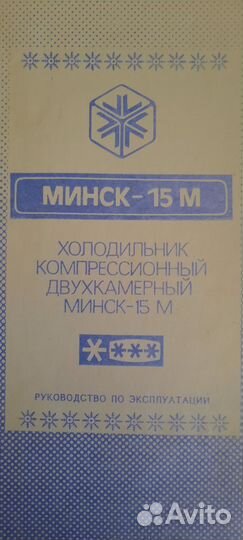 МИНСК-15 М
ХОЛОДИЛЬНИК
КОМПРЕССИОННЫЙ
ДВУХКАМЕРНЫЙ
МИНСК-15 М
РУКОВОДСТВО ПО ЭКСПЛУАТАЦИИ
Avito